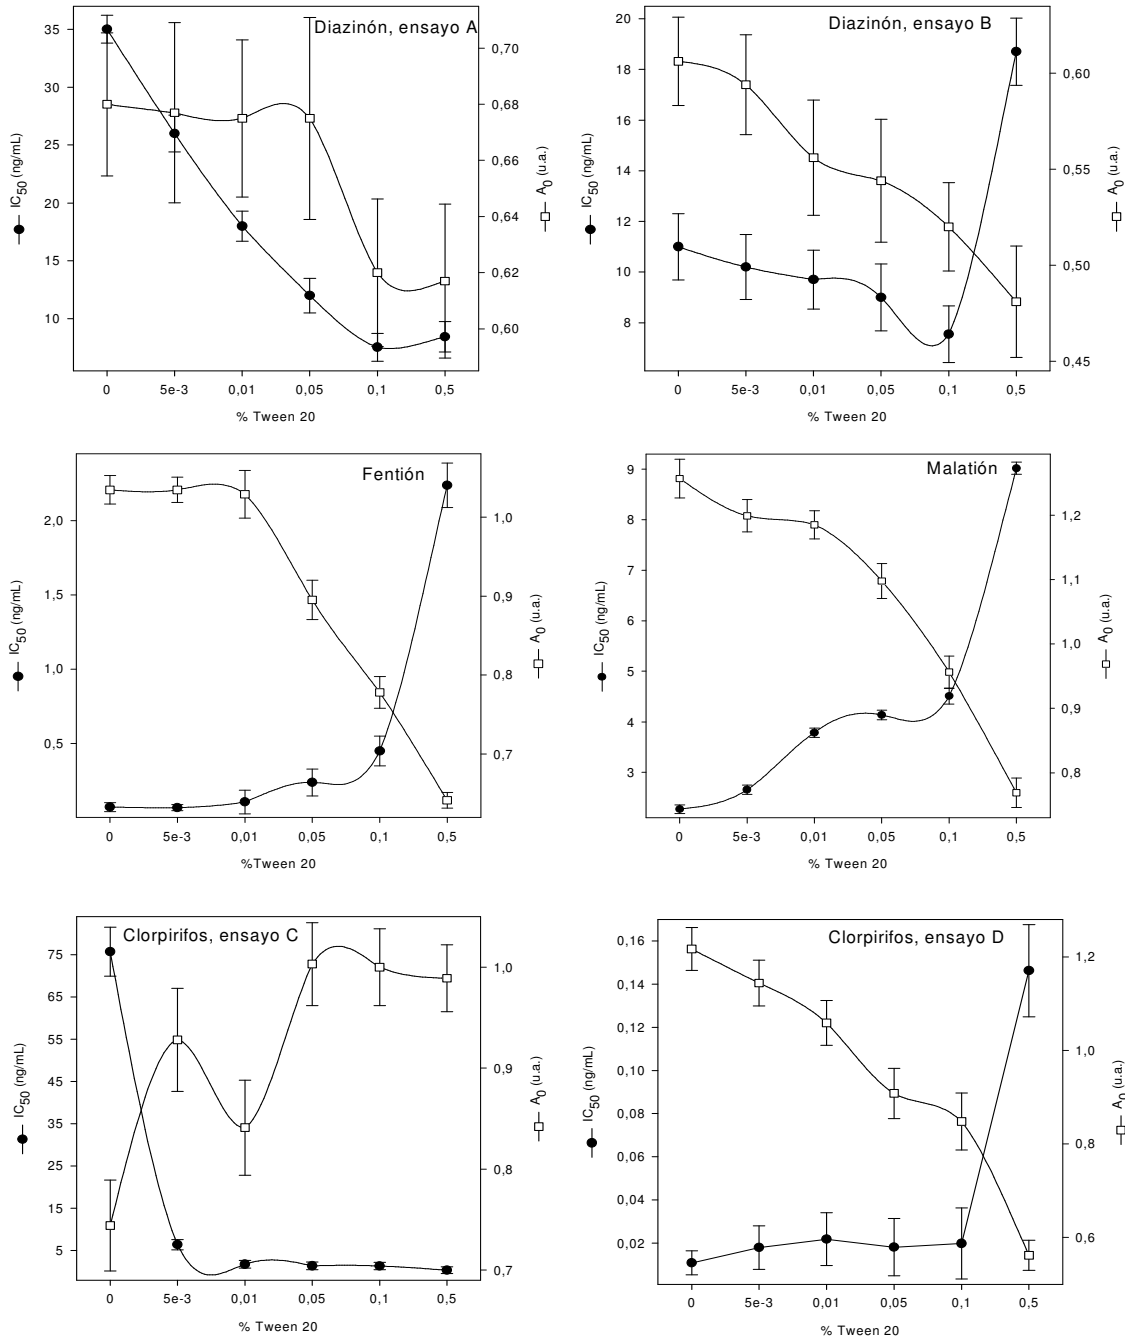 Diazinón, ensayo A
35
30
25
20
15
10
IC50 (ng/mL)
0,70
0,68
0,66
0,64
0,62
0,60
A0 (u.a.)
0 5e-3 0,01 0,05 0,1 0,5
% Tween 20
Diazinón, ensayo B
20
18
16
14
12
10
8
IC50 (ng/mL)
0,60
0,55
0,50
0,45
A0 (u.a.)
0 5e-3 0,01 0,05 0,1 0,5
% Tween 20
Fentión
2,0
1,5
1,0
0,5
IC50 (ng/mL)
1,0
0,9
0,8
0,7
A0 (u.a.)
0 5e-3 0,01 0,05 0,1 0,5
%Tween 20
Malatión
9
8
7
6
5
4
3
IC50 (ng/mL)
1,2
1,1
1,0
0,9
0,8
A0 (u.a.)
0 5e-3 0,01 0,05 0,1 0,5
% Tween 20
Clorpirifos, ensayo C
75
65
55
45
35
25
15
5
IC50 (ng/mL)
1,0
0,9
0,8
0,7
A0 (u.a.)
0 5e-3 0,01 0,05 0,1 0,5
% Tween 20
Clorpirifos, ensayo D
0,16
0,14
0,12
0,10
0,08
0,06
0,04
0,02
IC50 (ng/mL)
1,2
1,0
0,8
0,6
A0 (u.a.)
0 5e-3 0,01 0,05 0,1 0,5
% Tween 20